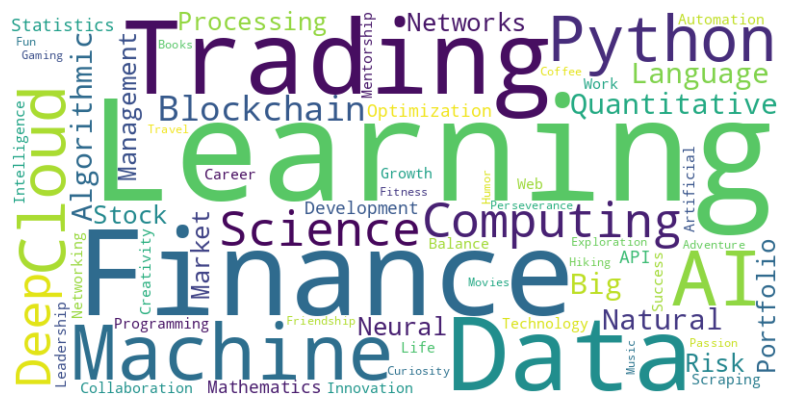 Statistics
Processing
Networks
Automation
Fun
Books
Trading
Mentorship
Python
Gaming
Coffee
Language
Work
Algorithmic
Management
Blockchain
Optimization
Quantitative
Intelligence
Cloud
Travel
Learning
Career
Growth
Fitness
Humor
Web
Artificial
Stock
Development
Perseverance
Science
Computing
Market
Creativity
Networking
Balance
Exploration
Adventure
Finance
Hiking
API
Success
AI
Portfolio
Deep
Movies
Big
Leadership
Programming
Friendship
Neural
Technology
Natural
Machine
Life
Data
Music
Passion
Curiosity
Risk
Collaboration
Mathematics
Innovation
Scraping